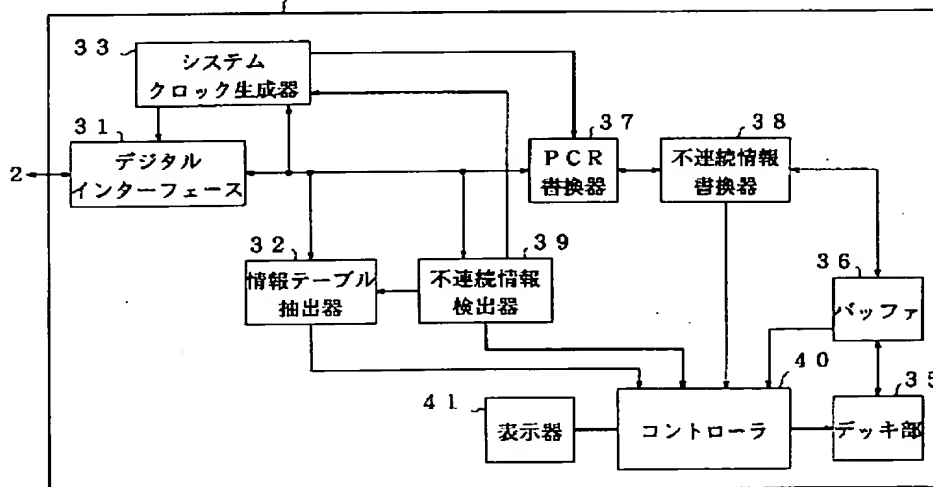 33
システム
クロック生成器
31
デジタル
インターフェース
2
37
PCR
書換器
38
不連続情報
書換器
32
情報テーブル
抽出器
39
不連続情報
検出器
36
バッファ
40
コントローラ
41
表示器
35
デッキ部